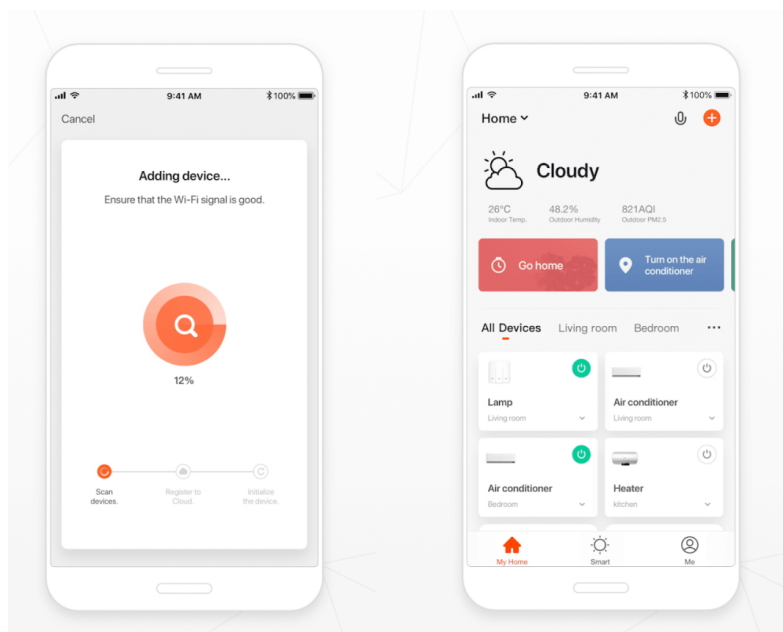 9:41 AM
100%
Cancel
Adding device...
Ensure that the Wi-Fi signal is good.
12%
Scan
devices.
Register to
Cloud.
Initialize
the device.
9:41 AM
100%
Home
Cloudy
26°C
Indoor Temp.
48.2%
Outdoor Humidity
821AQI
Outdoor PM2.5
Go home
Turn on the air
conditioner
All Devices
Living room
Bedroom
Lamp
Living room
Air conditioner
Living room
Air conditioner
Bedroom
Heater
kitchen
My Home
Smart
Me